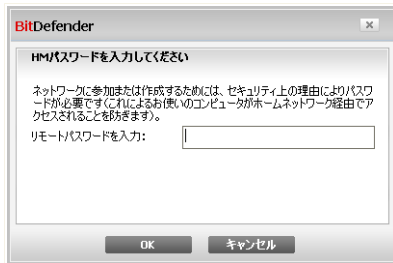 BitDefender
HMパスワードを入力してください
ネットワークに参加または作成するためには、セキュリティ上の理由によりパスワ
ードが必要です(これによるお使いのコンピュータがホームネットワーク経由でア
クセスされることを防ぎます)。
リモートパスワードを入力:
OK キャンセル